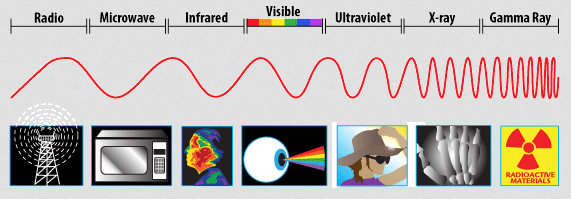 Radio
Microwave
Infrared
Visible
Ultraviolet
X-ray
Gamma Ray
RADIOACTIVE
MATERIALS